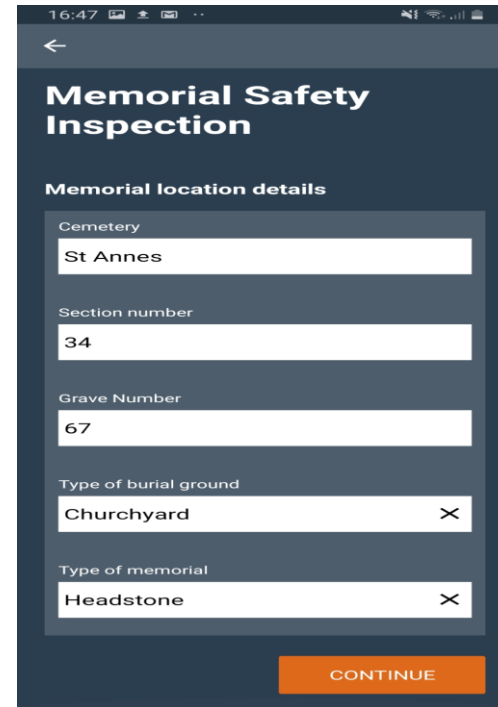 16:47
Memorial Safety
Inspection
Memorial location details
Cemetery
St Annes
Section number
34
Grave Number
67
Type of burial ground
Churchyard
Type of memorial
Headstone
CONTINUE